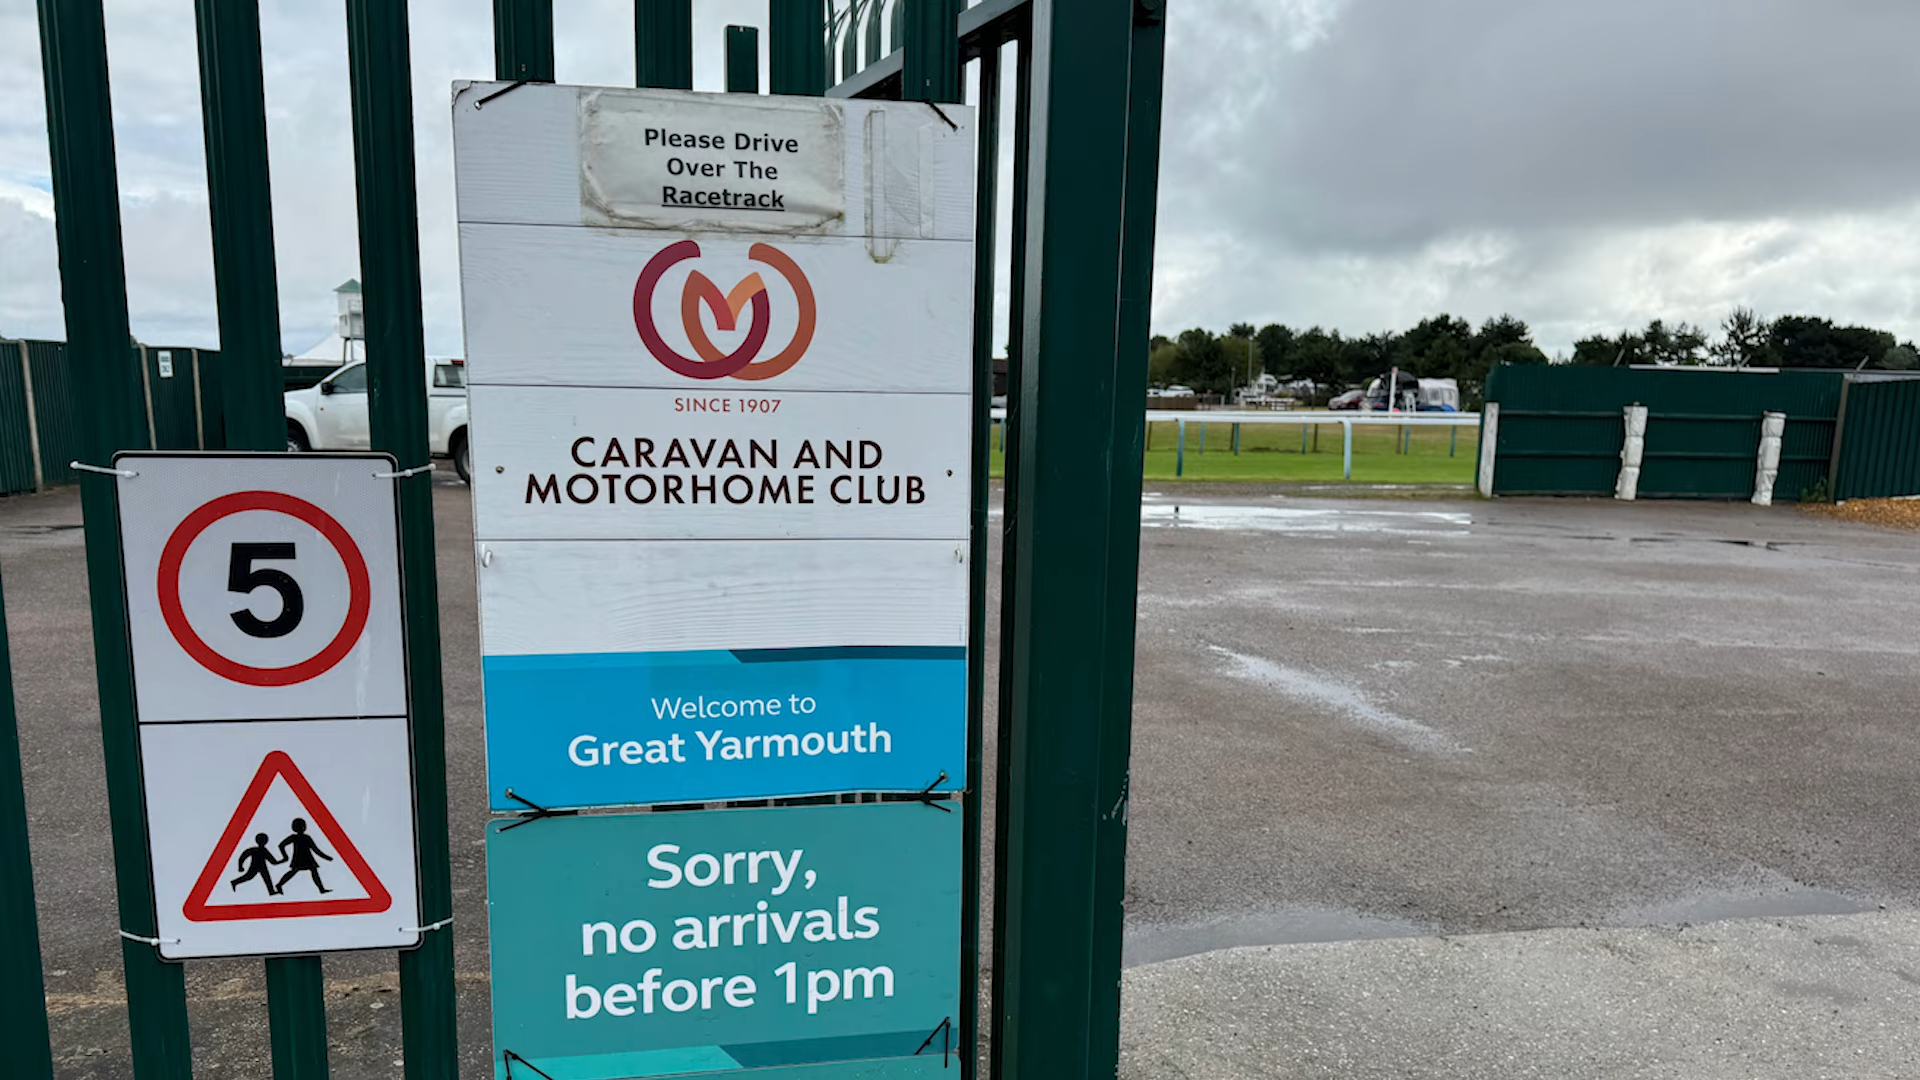 Please Drive
Over The
Racetrack
SINCE 1907
CARAVAN AND
MOTORHOME CLUB
Welcome to
Great Yarmouth
Sorry,
no arrivals
before 1pm
5